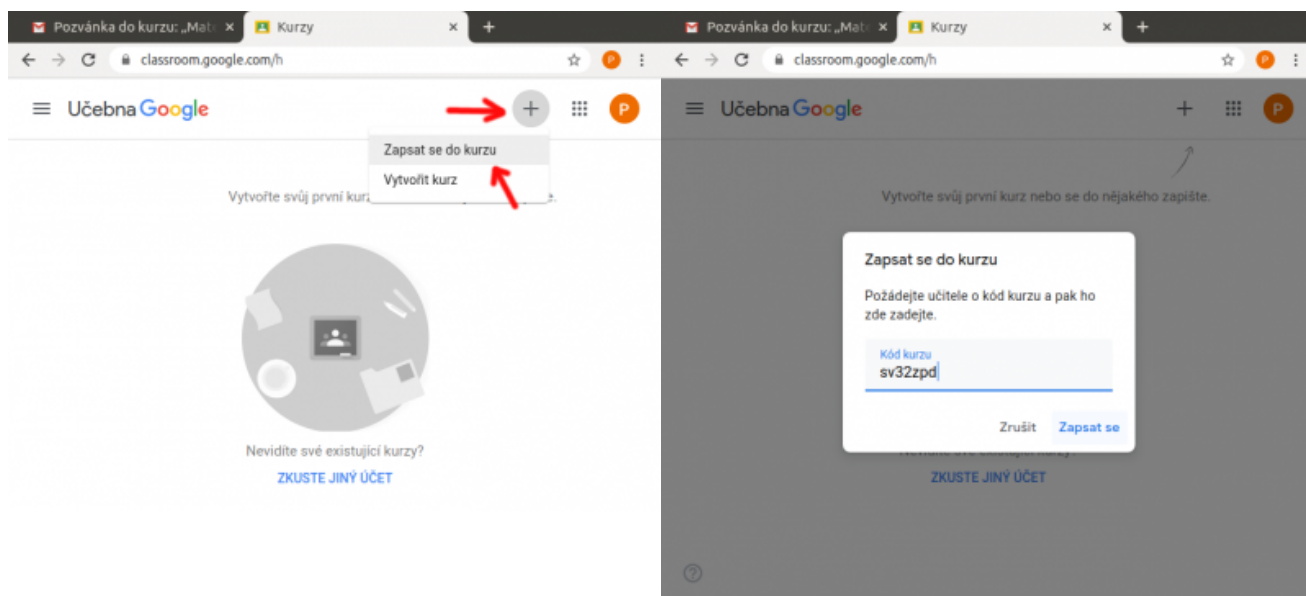 Pozvánka do kurzu: „Mat
Kurzy
classroom.google.com/h
P
Učebna Google
P
Zapsat se do kurzu
Vytvořit kurz
Vytvořte svůj první
Nevidíte své existující kurzy?
ZKUSTE JINÝ ÚČET
Pozvánka do kurzu: „Mat
Kurzy
classroom.google.com/h
P
Učebna Google
P
Vytvořte svůj první kurz nebo se do nějakého zapište.
Zapsat se do kurzu
Požádejte učitele o kód kurzu a pak ho
zde zadejte.
Kód kurzu
sv32zpd
Zrušit Zapsat se
ZKUSTE JINÝ ÚČET